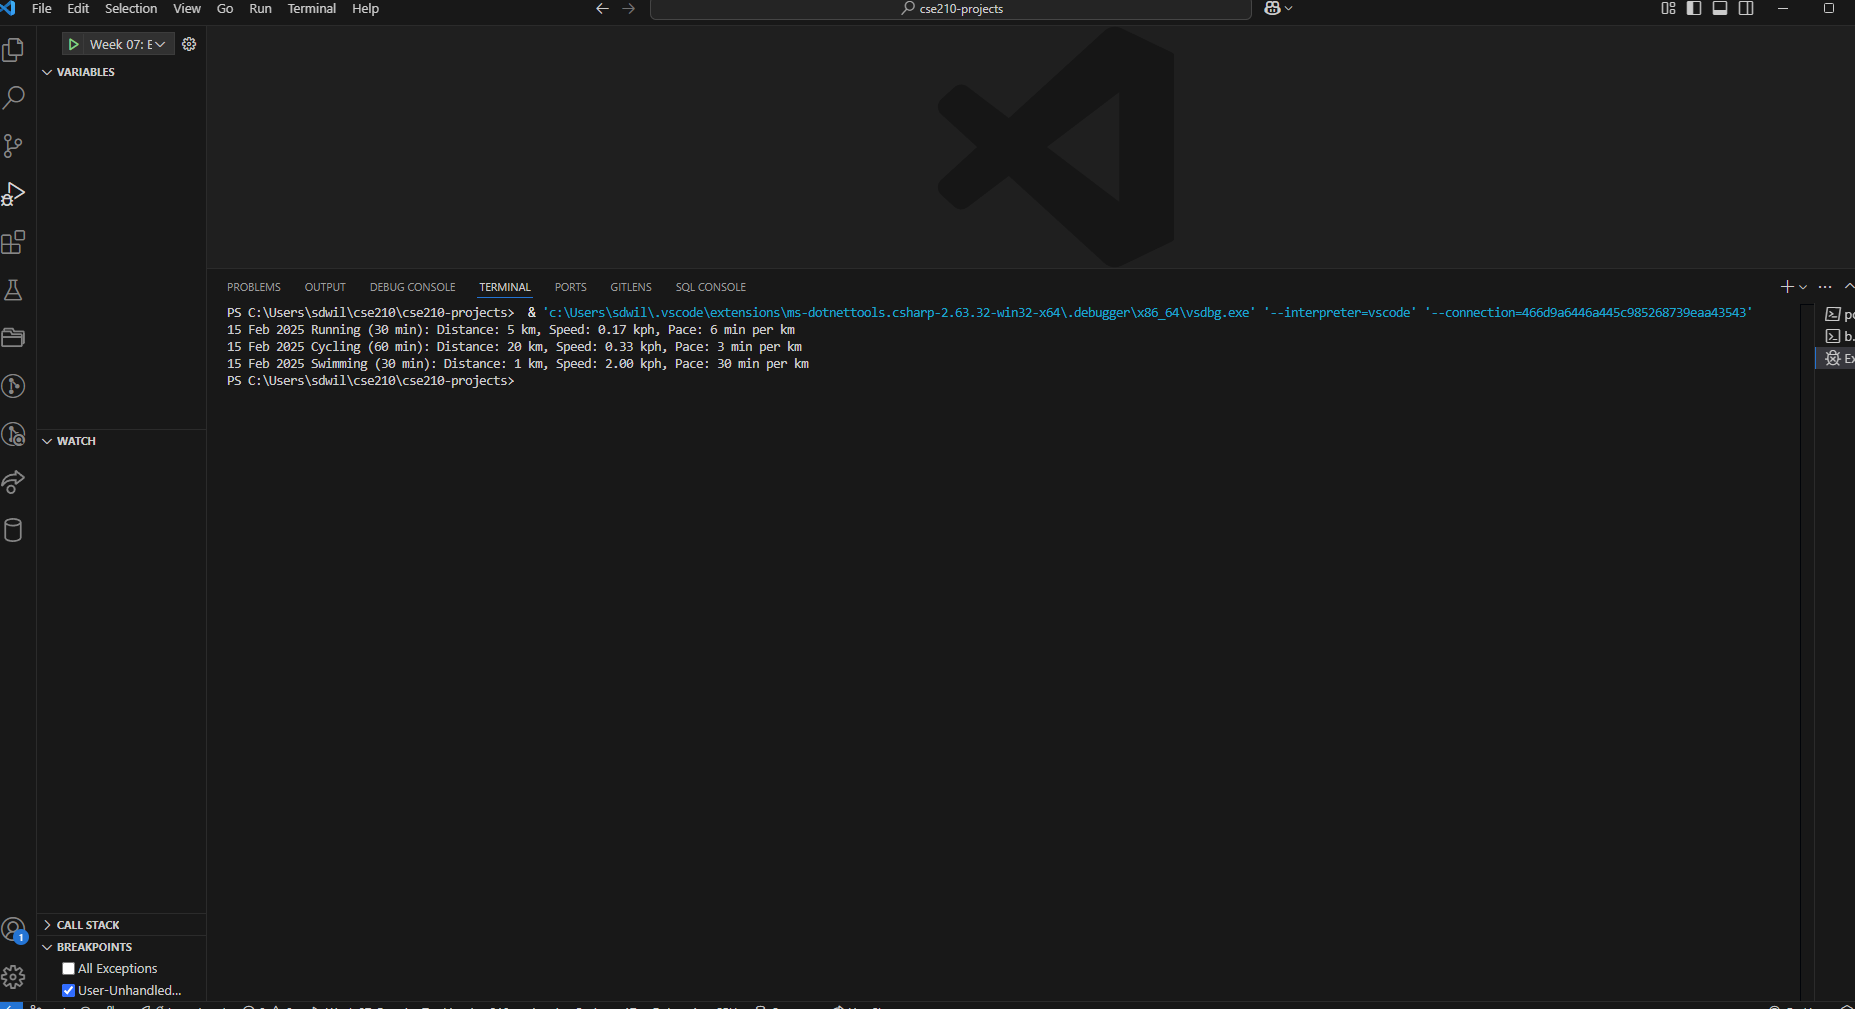 File Edit Selection View Go Run Terminal Help
cse210-projects
Week 07: E
VARIABLES
PROBLEMS OUTPUT DEBUG CONSOLE TERMINAL PORTS GITLENS SQL CONSOLE
PS C:\Users\sdwil\cse210\cse210-projects>  & 'c:\Users\sdwil\.vscode\extensions\ms-dotnettools.csharp-2.63.32-win32-x64\.debugger\x86_64\vsdbg.exe' '--interpreter=vscode' '--connection=466d9a6446a445c985268739eaa43543'
15 Feb 2025 Running (30 min): Distance: 5 km, Speed: 0.17 kph, Pace: 6 min per km
15 Feb 2025 Cycling (60 min): Distance: 20 km, Speed: 0.33 kph, Pace: 3 min per km
15 Feb 2025 Swimming (30 min): Distance: 1 km, Speed: 2.00 kph, Pace: 30 min per km
PS C:\Users\sdwil\cse210\cse210-projects>
po
b.
Ex
WATCH
CALL STACK
BREAKPOINTS
1
All Exceptions
User-Unhandled...